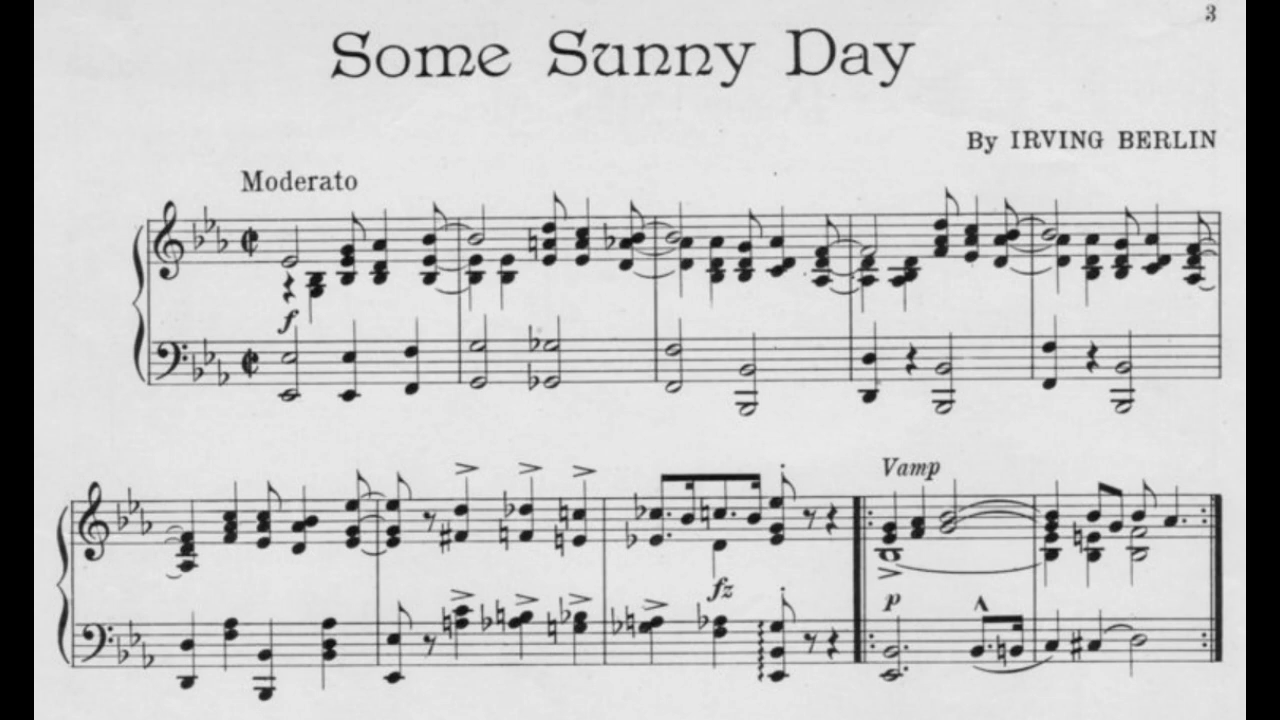 3
Some Sunny Day
By IRVING BERLIN
Moderato
f
Vamp
fz
p